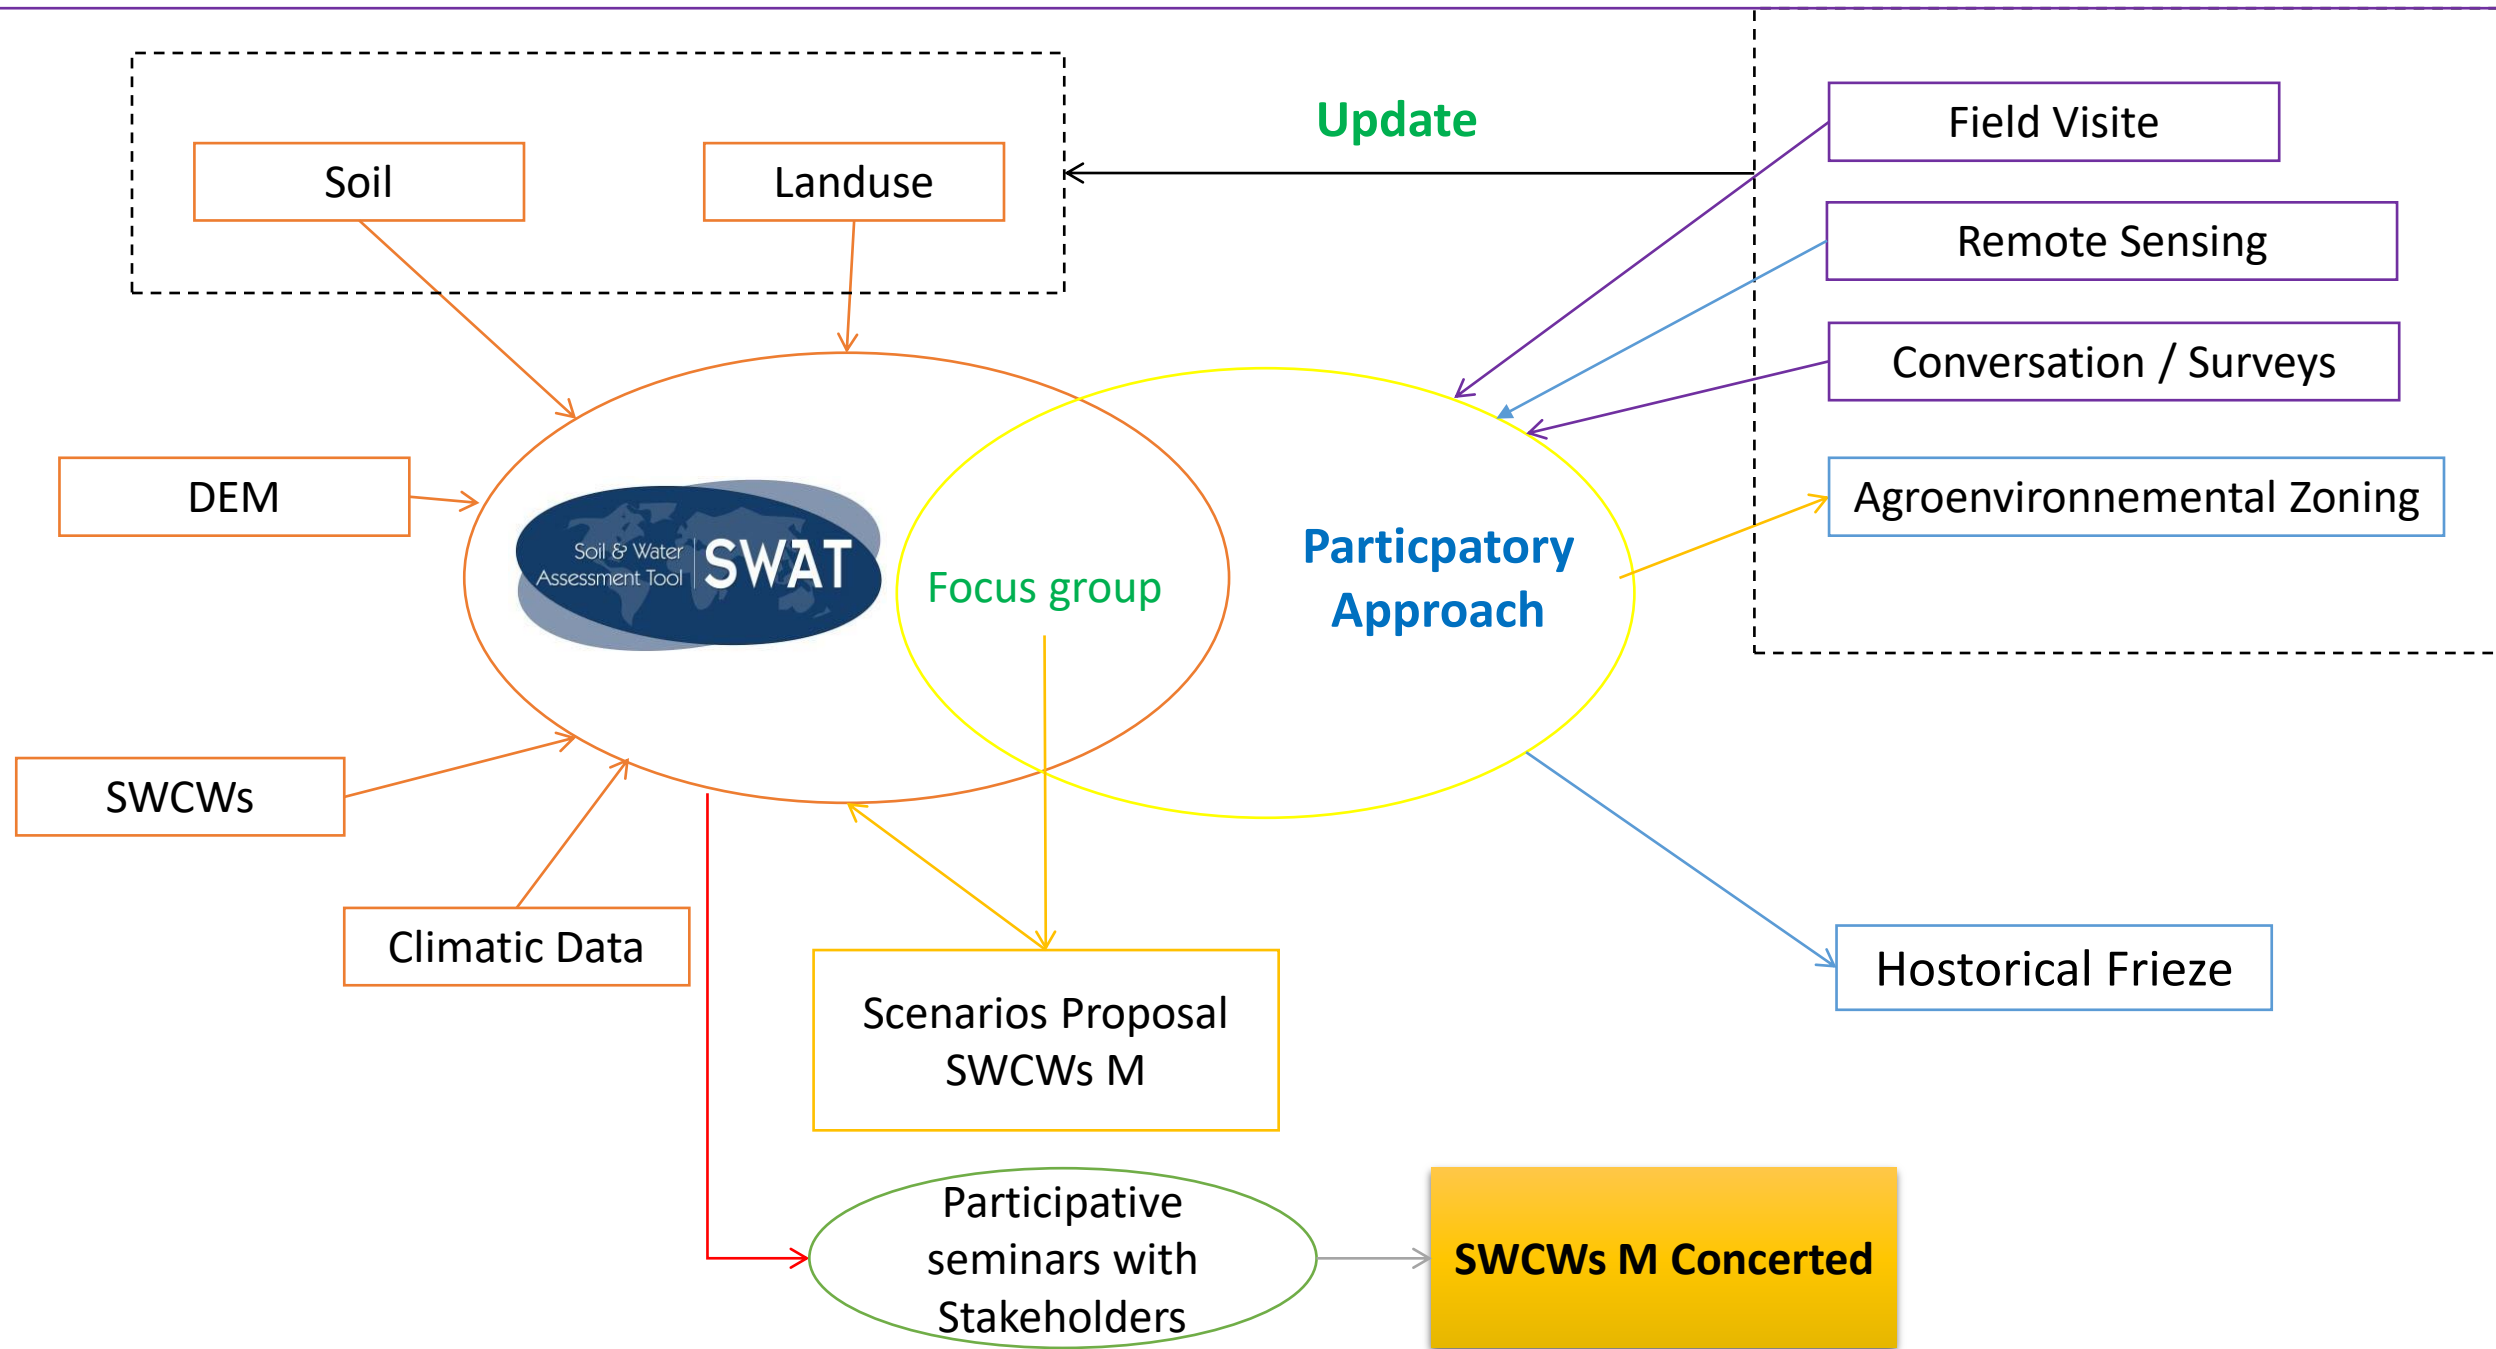 Update
Field Visite
Soil
Landuse
Remote Sensing
Conversation / Surveys
DEM
Agroenvironnemental Zoning
Soil & Water
Assessment Tool
SWAT
Focus group
Particpatory
Approach
SWCWs
Climatic Data
Hostorical Frieze
Scenarios Proposal
SWCWs M
Participative
seminars with
Stakeholders
SWCWs M Concerted